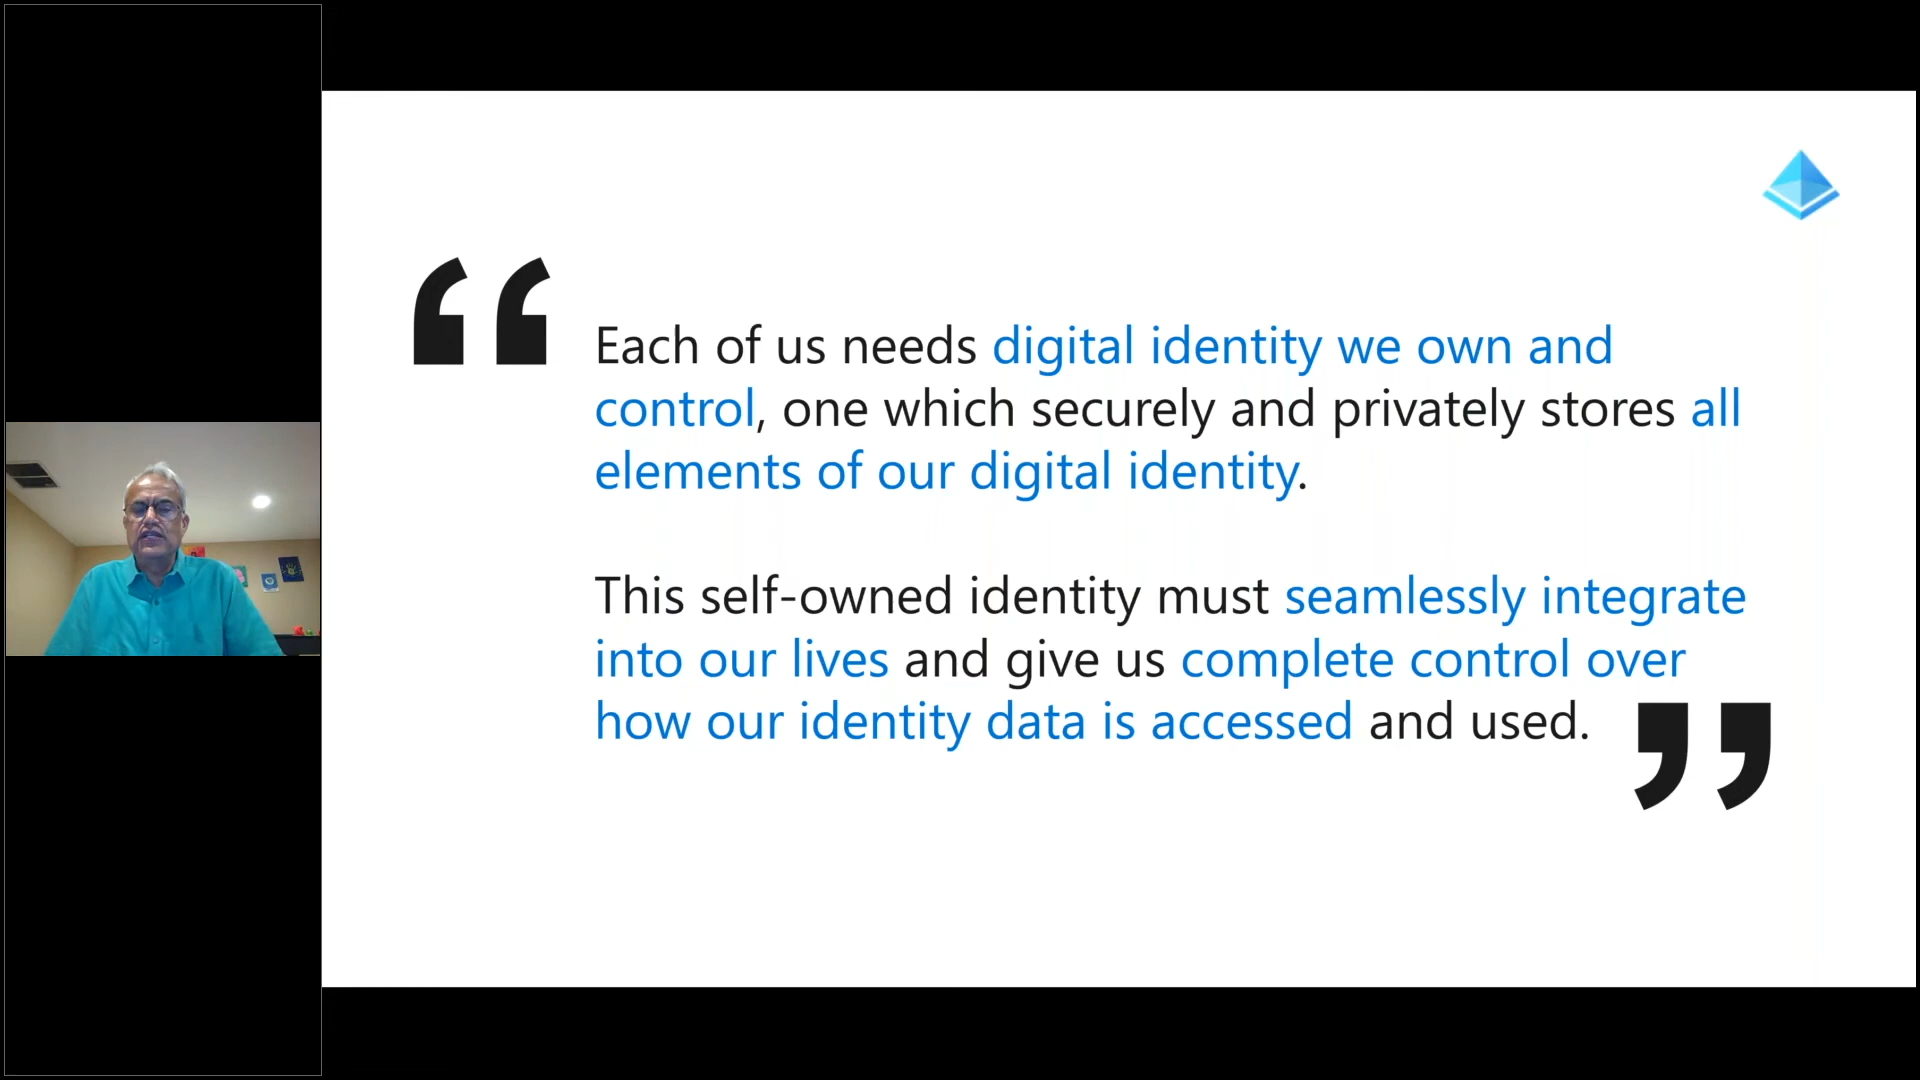 “
Each of us needs digital identity we own and
control, one which securely and privately stores all
elements of our digital identity.
This self-owned identity must seamlessly integrate
into our lives and give us complete control over
how our identity data is accessed and used.
”